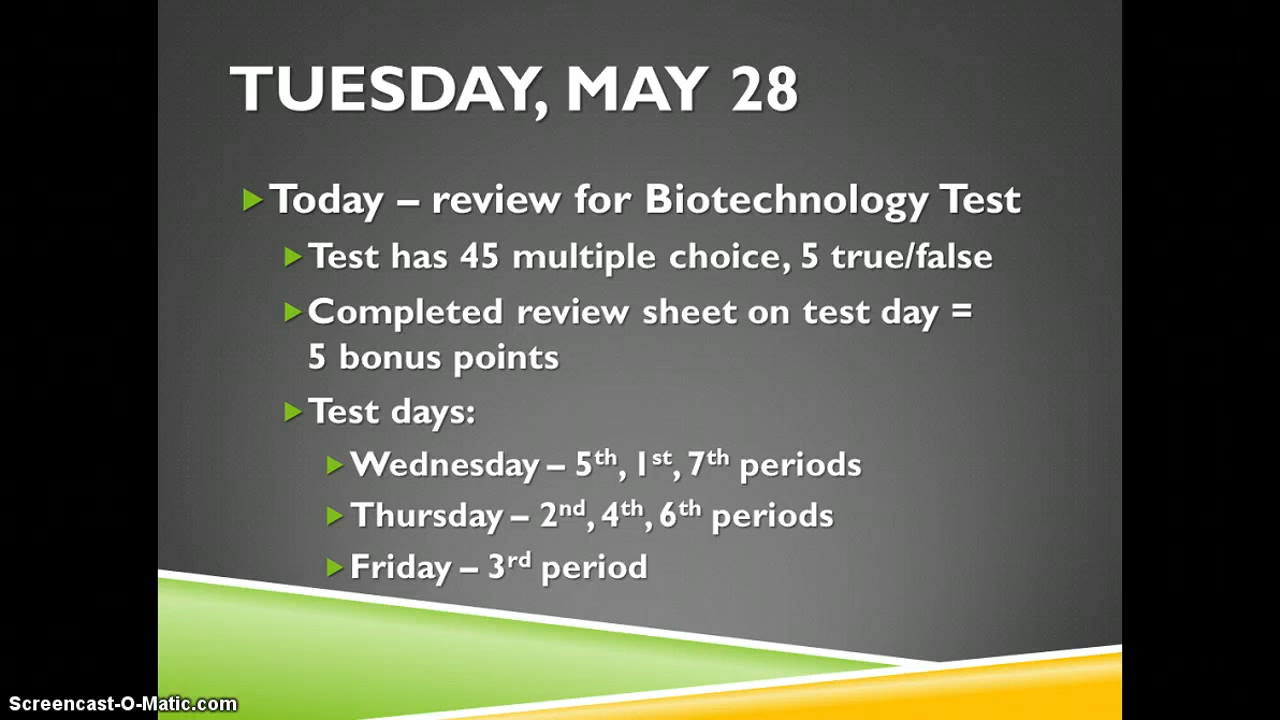 TUESDAY, MAY 28
Today – review for Biotechnology Test
Test has 45 multiple choice, 5 true/false
Completed review sheet on test day =
5 bonus points
Test days:
Wednesday – 5th, 1st, 7th periods
Thursday – 2nd, 4th, 6th periods
Friday – 3rd period
Screencast-O-Matic.com